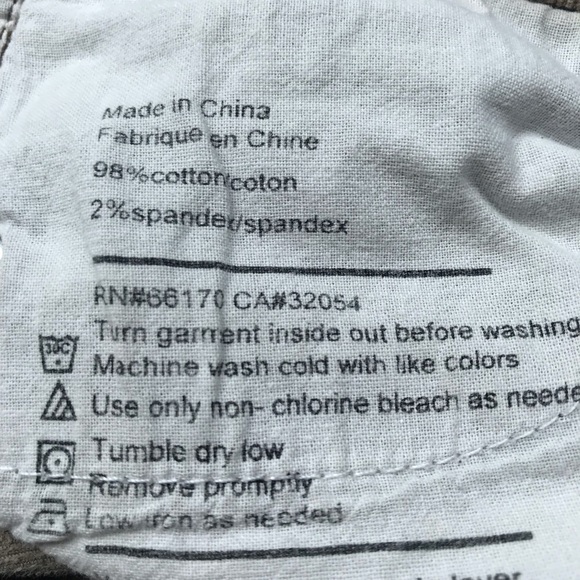 Made in China
Fabrique en Chine
98%cotton/coton
2%spandex/spandex
RN#66170 CA#32054
Turn garment inside out before washing
30C
Machine wash cold with like colors
Use only non- chlorine bleach as neede
Tumble dry low
Remove promptly
Low iron as needed